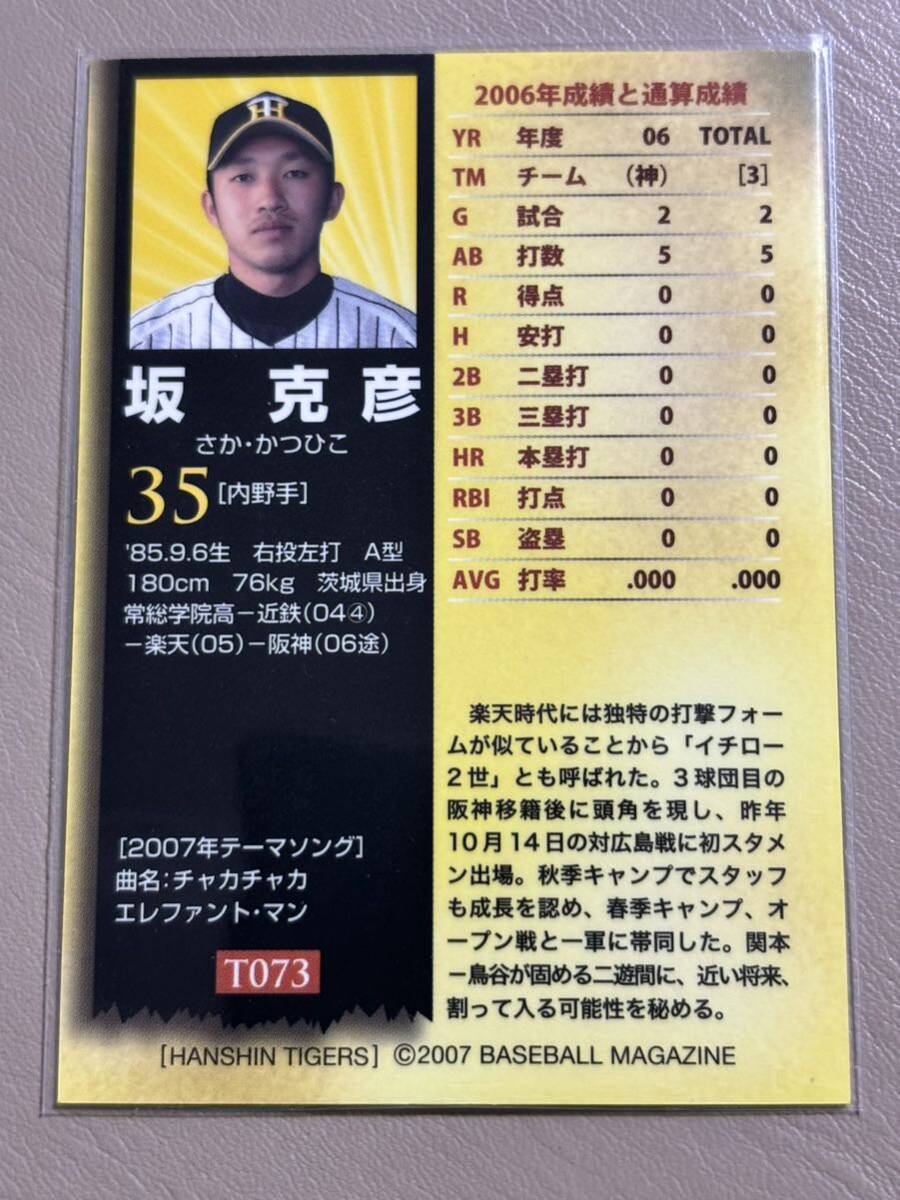 TH
坂 克彦
さか・かつひこ
35[内野手]
'85.9.6生 右投左打 A型
180cm 76kg 茨城県出身
常総学院高－近鉄(04④)
－楽天(05)－阪神(06途)
[2007年テーマソング]
曲名:チャカチャカ
エレファント・マン
T073
2006年成績と通算成績
YR 年度 06 TOTAL
TM チーム (神) [3]
G 試合 2 2
AB 打数 5 5
R 得点 0 0
H 安打 0 0
2B 二塁打 0 0
3B 三塁打 0 0
HR 本塁打 0 0
RBI 打点 0 0
SB 盗塁 0 0
AVG 打率 .000 .000
楽天時代には独特の打撃フォー
ムが似ていることから「イチロー
2世」とも呼ばれた。3球団目の
阪神移籍後に頭角を現し、昨年
10月14日の対広島戦に初スタメ
ン出場。秋季キャンプでスタッフ
も成長を認め、春季キャンプ、オ
ープン戦と一軍に帯同した。関本
－鳥谷が固める二遊間に、近い将来、
割って入る可能性を秘める。
[HANSHIN TIGERS] ©2007 BASEBALL MAGAZINE